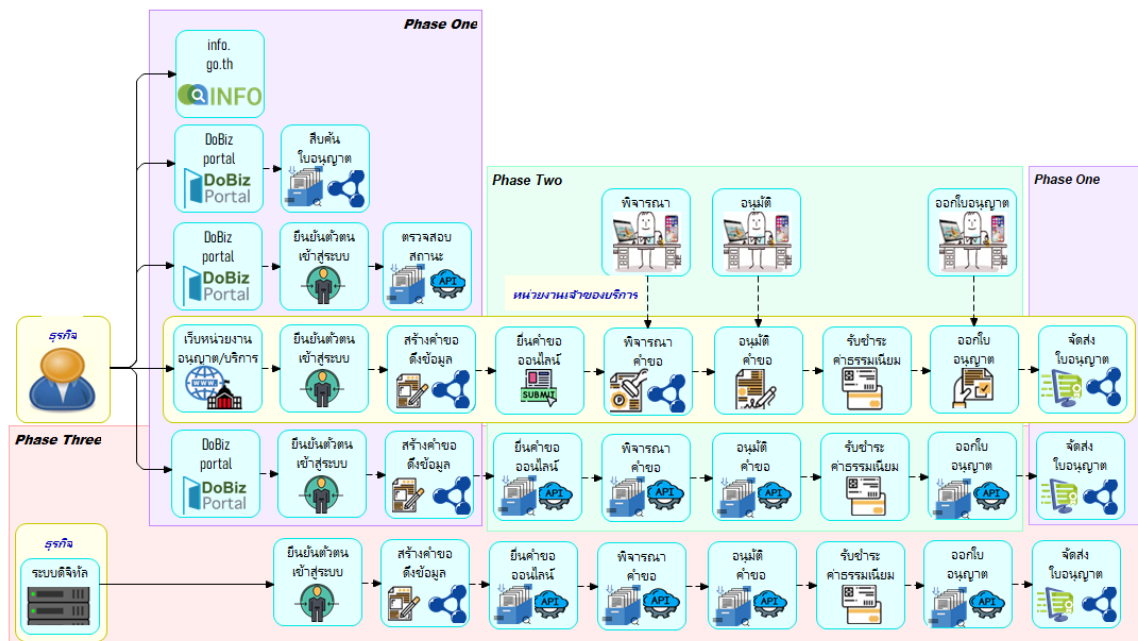 Phase One
info.
go.th
INFO
DoBiz
portal
DoBiz
Portal
สืบค้น
ใบอนุญาต
Phase Two
Phase One
พิจารณา
อนุมัติ
ออกใบอนุญาต
DoBiz
portal
DoBiz
Portal
ยืนยันตัวตน
เข้าสู่ระบบ
ตรวจสอบ
สถานะ
API
หน่วยงานเจ้าของบริการ
ธุรกิจ
เว็บหน่วยงาน
อนุญาต/บริการ
WWW
ยืนยันตัวตน
เข้าสู่ระบบ
สร้างคำขอ
ดึงข้อมูล
ยื่นคำขอ
ออนไลน์
SUBMIT
พิจารณา
คำขอ
อนุมัติ
คำขอ
รับชำระ
ค่าธรรมเนียม
ออกใบ
อนุญาต
จัดส่ง
ใบอนุญาต
Phase Three
DoBiz
portal
DoBiz
Portal
ยืนยันตัวตน
เข้าสู่ระบบ
สร้างคำขอ
ดึงข้อมูล
ยื่นคำขอ
ออนไลน์
API
พิจารณา
คำขอ
API
อนุมัติ
คำขอ
API
รับชำระ
ค่าธรรมเนียม
ออกใบ
อนุญาต
API
จัดส่ง
ใบอนุญาต
ธุรกิจ
ระบบดิจิทัล
ยืนยันตัวตน
เข้าสู่ระบบ
สร้างคำขอ
ดึงข้อมูล
ยื่นคำขอ
ออนไลน์
API
พิจารณา
คำขอ
API
อนุมัติ
คำขอ
API
รับชำระ
ค่าธรรมเนียม
ออกใบ
อนุญาต
API
จัดส่ง
ใบอนุญาต